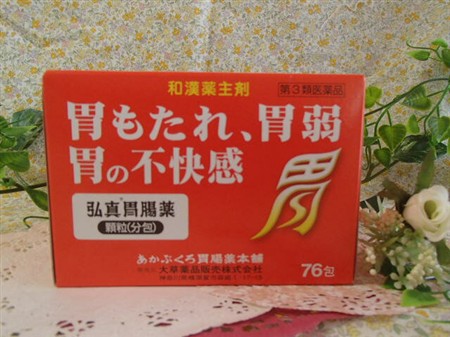 和漢薬主剤
第3類医薬品
胃もたれ、胃弱
胃の不快感
胃
弘真胃腸薬
顆粒(分包)
あかぶくろ胃腸薬本舗
大草薬品販売株式会社
76包